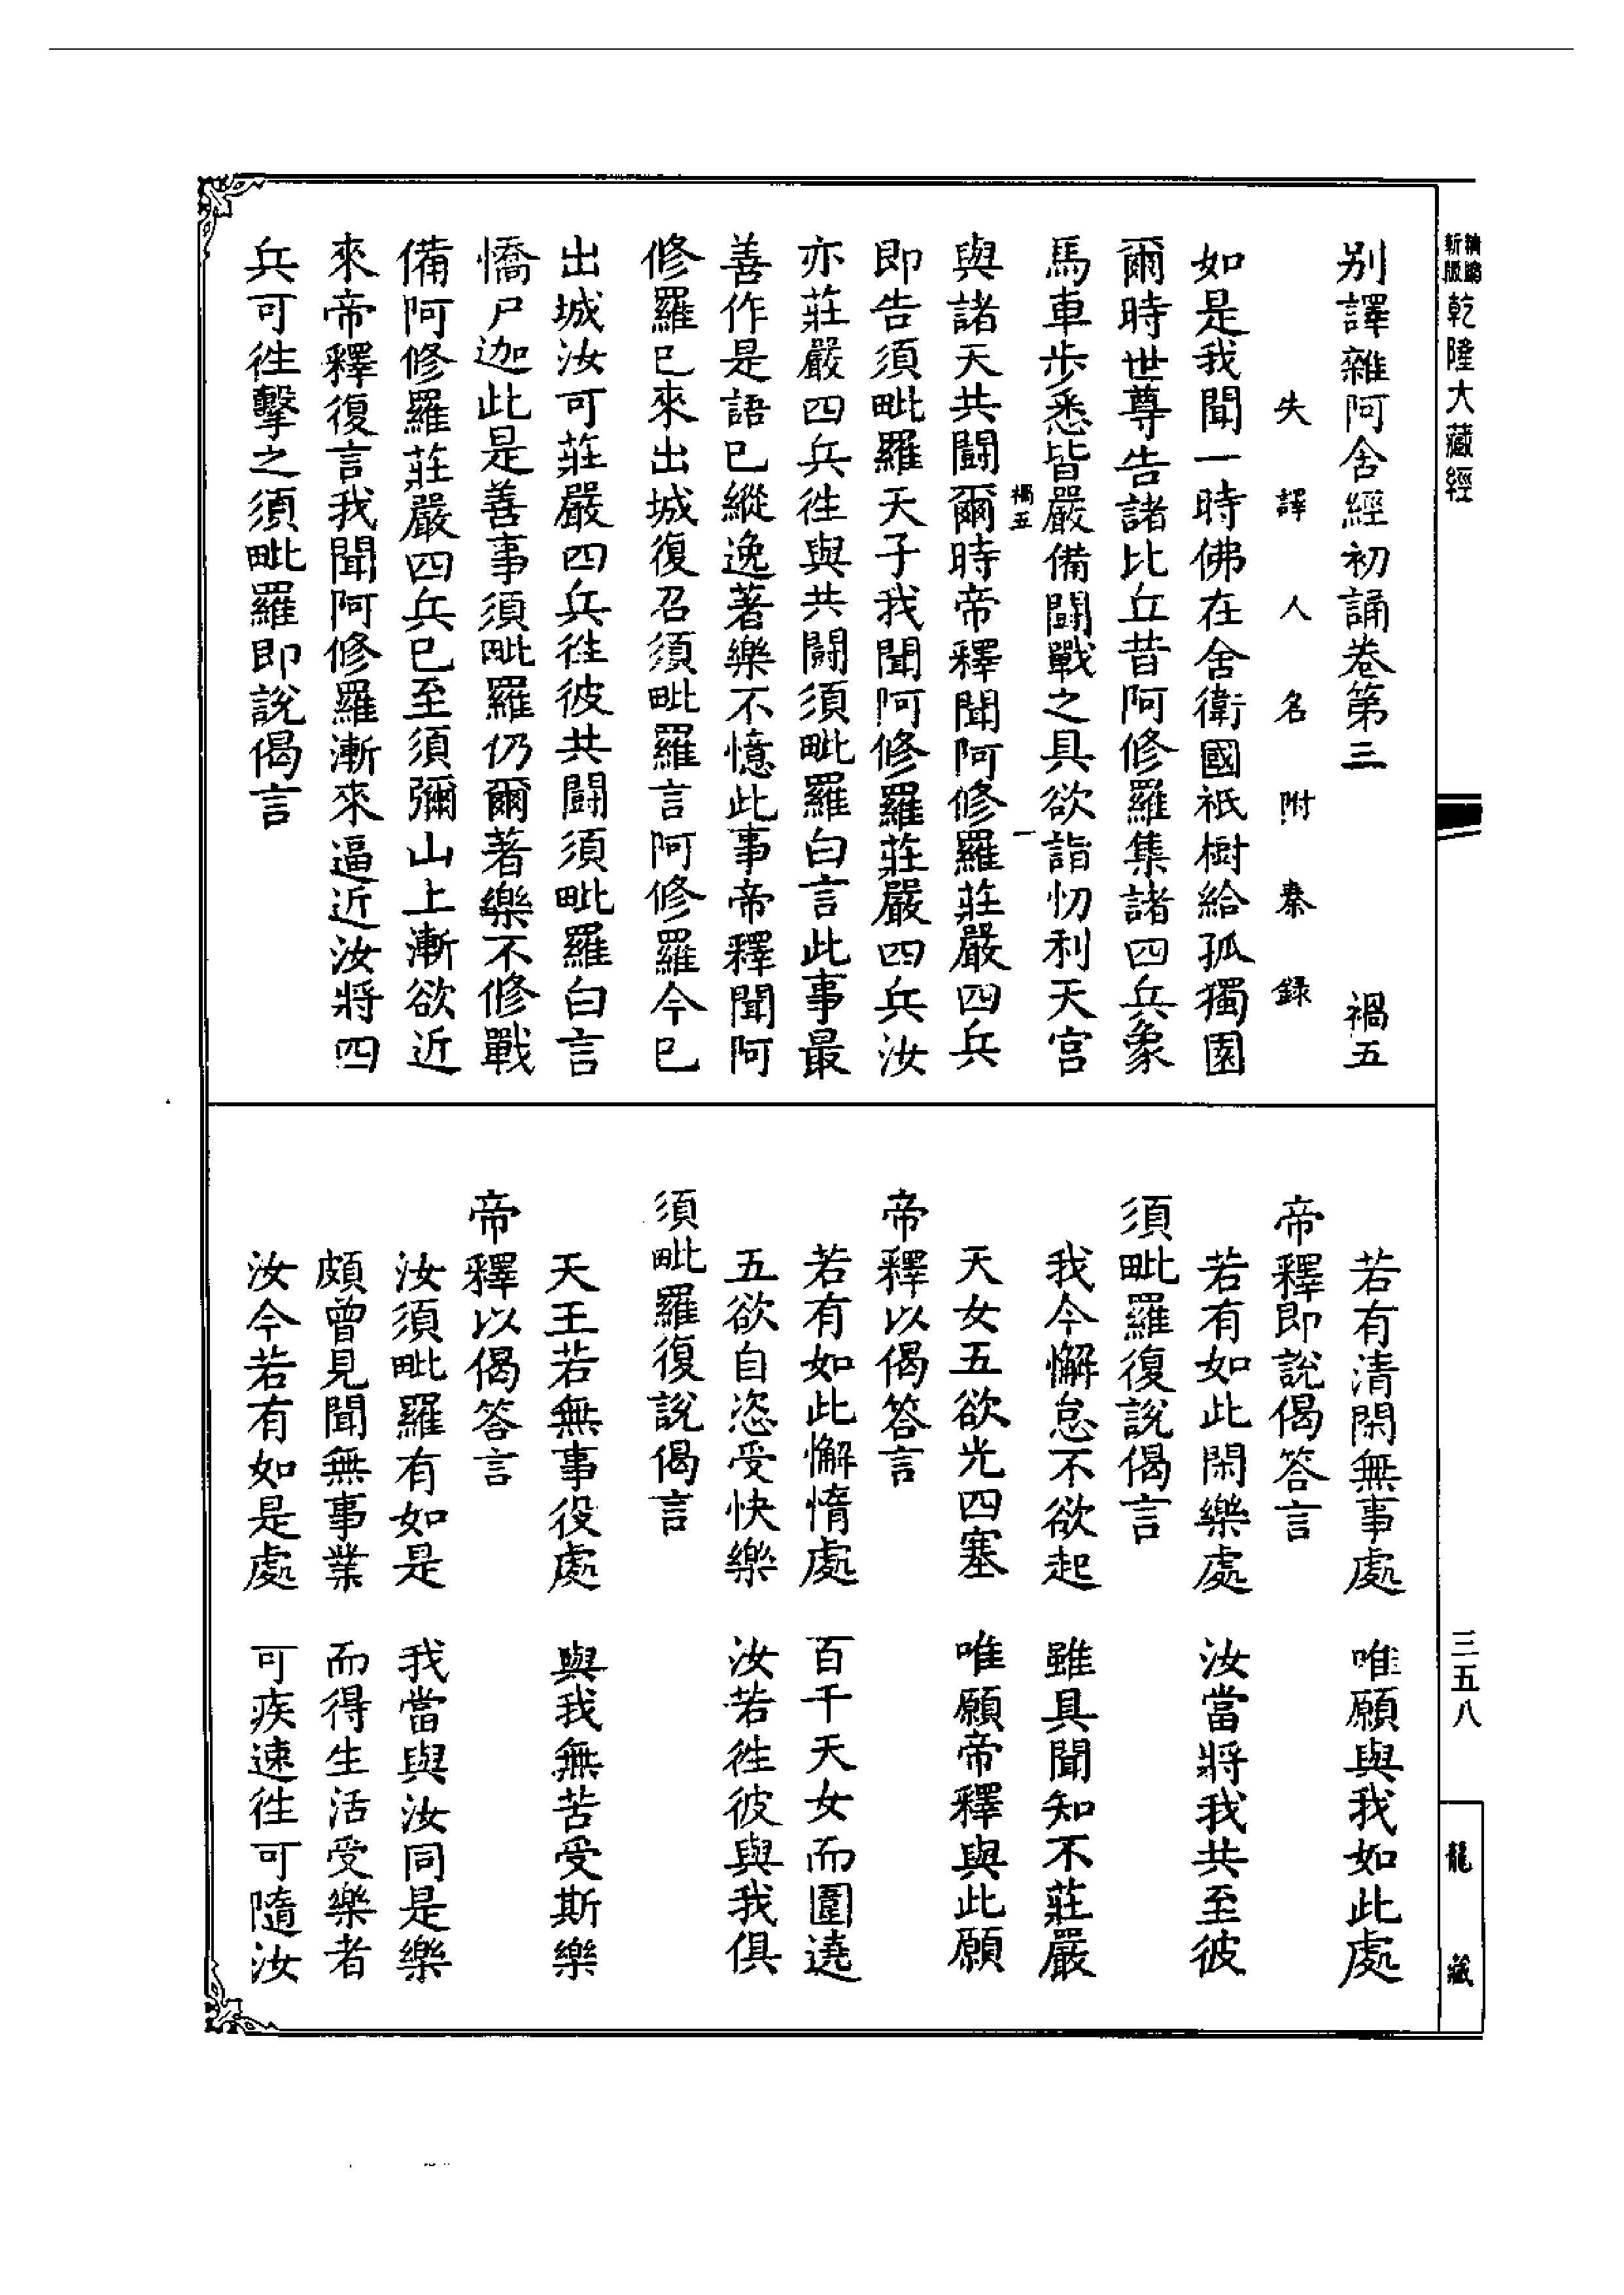 新版
精縮
乾隆大藏經
三五八
龍藏
别譯雜阿含經初誦卷第三 禍五
失譯人名附秦錄
如是我聞一時佛在舍衛國祇樹給孤獨園
爾時世尊告諸比丘昔阿修羅集諸四兵象
馬車步悉皆嚴備鬪戰之具欲詣忉利天宮
禍五 一
與諸天共鬪爾時帝釋聞阿修羅莊嚴四兵
即告須毗羅天子我聞阿修羅莊嚴四兵汝
亦莊嚴四兵徃與共鬪須毗羅白言此事最
善作是語已縱逸著樂不憶此事帝釋聞阿
修羅已來出城復召須毗羅言阿修羅今已
出城汝可莊嚴四兵徃彼共鬪須毗羅白言
憍尸迦此是善事須毗羅仍爾著樂不修戰
備阿修羅莊嚴四兵已至須彌山上漸欲近
來帝釋復言我聞阿修羅漸來逼近汝將四
兵可徃擊之須毗羅即說偈言
若有清閑無事處 唯願與我如此處
帝釋即說偈答言
若有如此閑樂處 汝當將我共至彼
須毗羅復說偈言
我今懈怠不欲起 雖具聞知不莊嚴
天女五欲光四塞 唯願帝釋與此願
帝釋以偈答言
若有如此懈惰處 百千天女而圍遶
五欲自恣受快樂 汝若徃彼與我俱
須毗羅復說偈言
天王若無事役處 與我無苦受斯樂
帝釋以偈答言
汝須毗羅有如是 我當與汝同是樂
頗曾見聞無事業 而得生活受樂者
汝今若有如是處 可疾速徃可隨汝